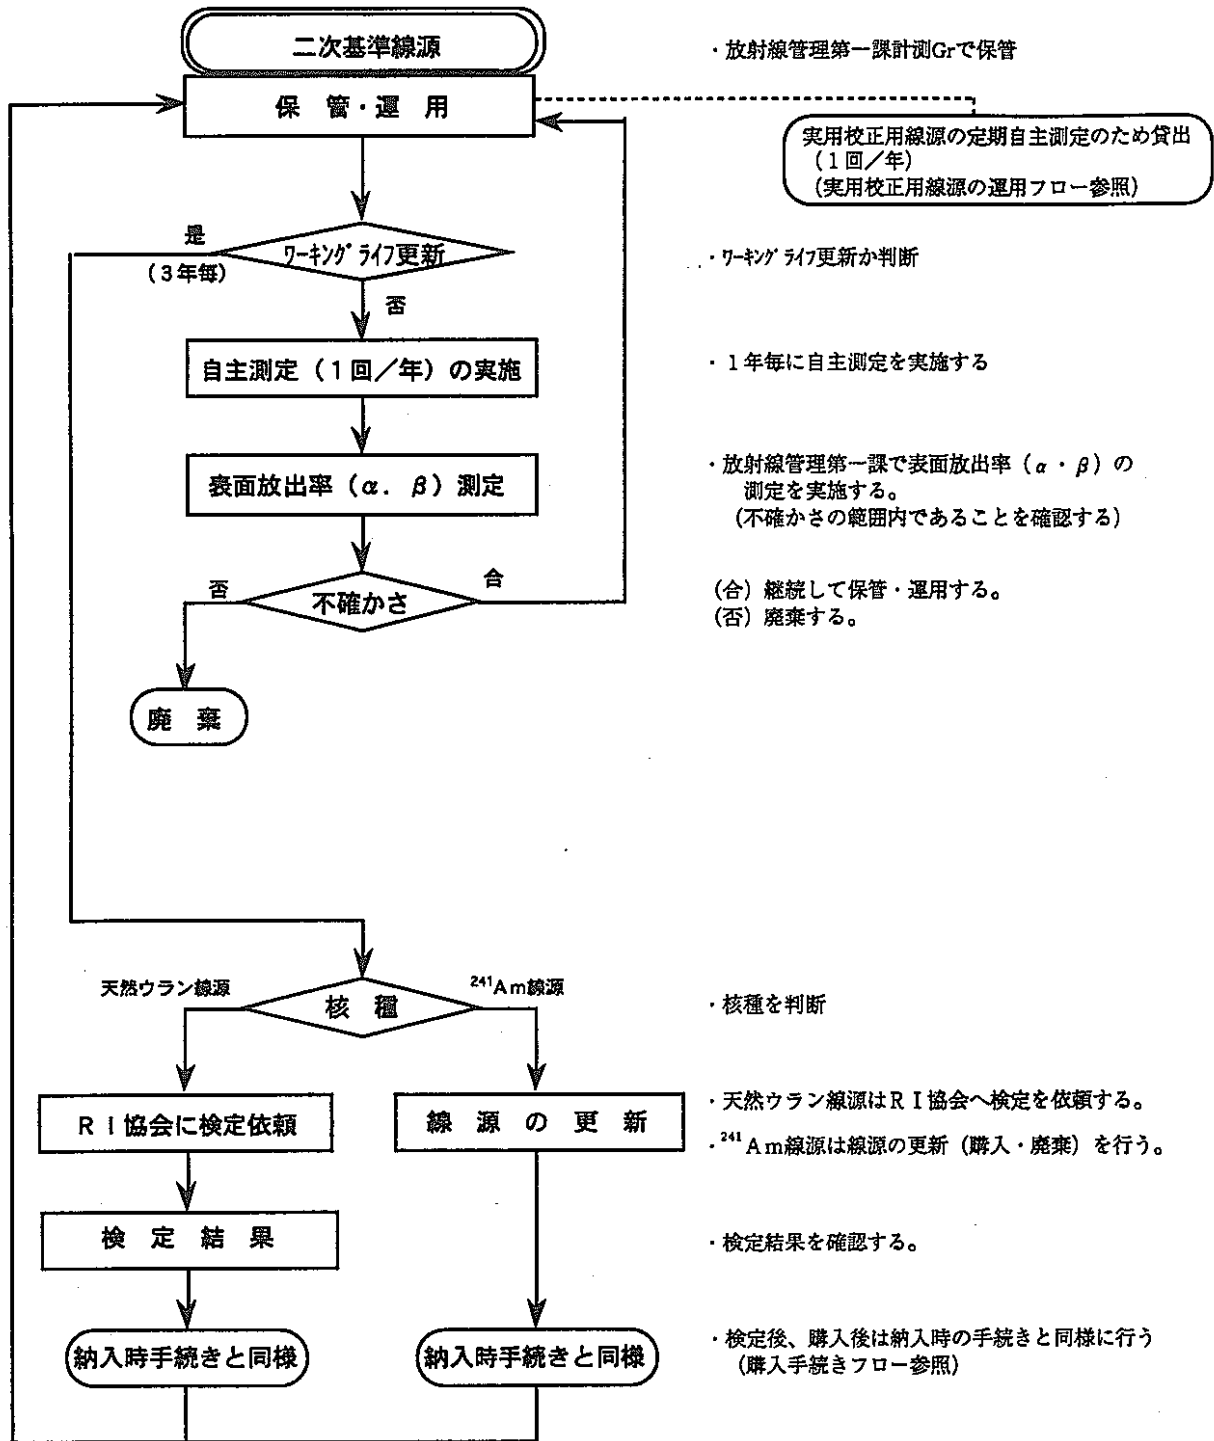 二次基準線源
・放射線管理第一課計測Grで保管
保 管・運 用
実用校正用線源の定期自主測定のため貸出
(1回/年)
(実用校正用線源の運用フロー参照)
是
(3年毎)
ワーキングライフ更新
・ワーキングライフ更新か判断
否
自主測定(1回/年)の実施
・1年毎に自主測定を実施する
表面放出率(α.β)測定
・放射線管理第一課で表面放出率(α・β)の
測定を実施する。
(不確かさの範囲内であることを確認する)
否
不確かさ
合
(合)継続して保管・運用する。
(否)廃棄する。
廃 棄
天然ウラン線源
核 種
²⁴¹Am線源
・核種を判断
RI協会に検定依頼
線 源 の 更 新
・天然ウラン線源はRI協会へ検定を依頼する。
・²⁴¹Am線源は線源の更新(購入・廃棄)を行う。
検 定 結 果
・検定結果を確認する。
納入時手続きと同様
納入時手続きと同様
・検定後、購入後は納入時の手続きと同様に行う
(購入手続きフロー参照)